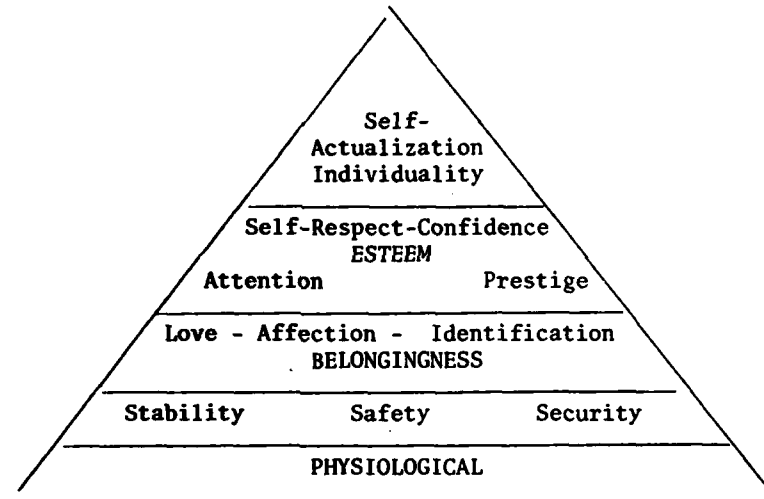 Self-
Actualization
Individuality
Self-Respect-Confidence
ESTEEM
Attention Prestige
Love - Affection - Identification
BELONGINGNESS
Stability Safety Security
PHYSIOLOGICAL